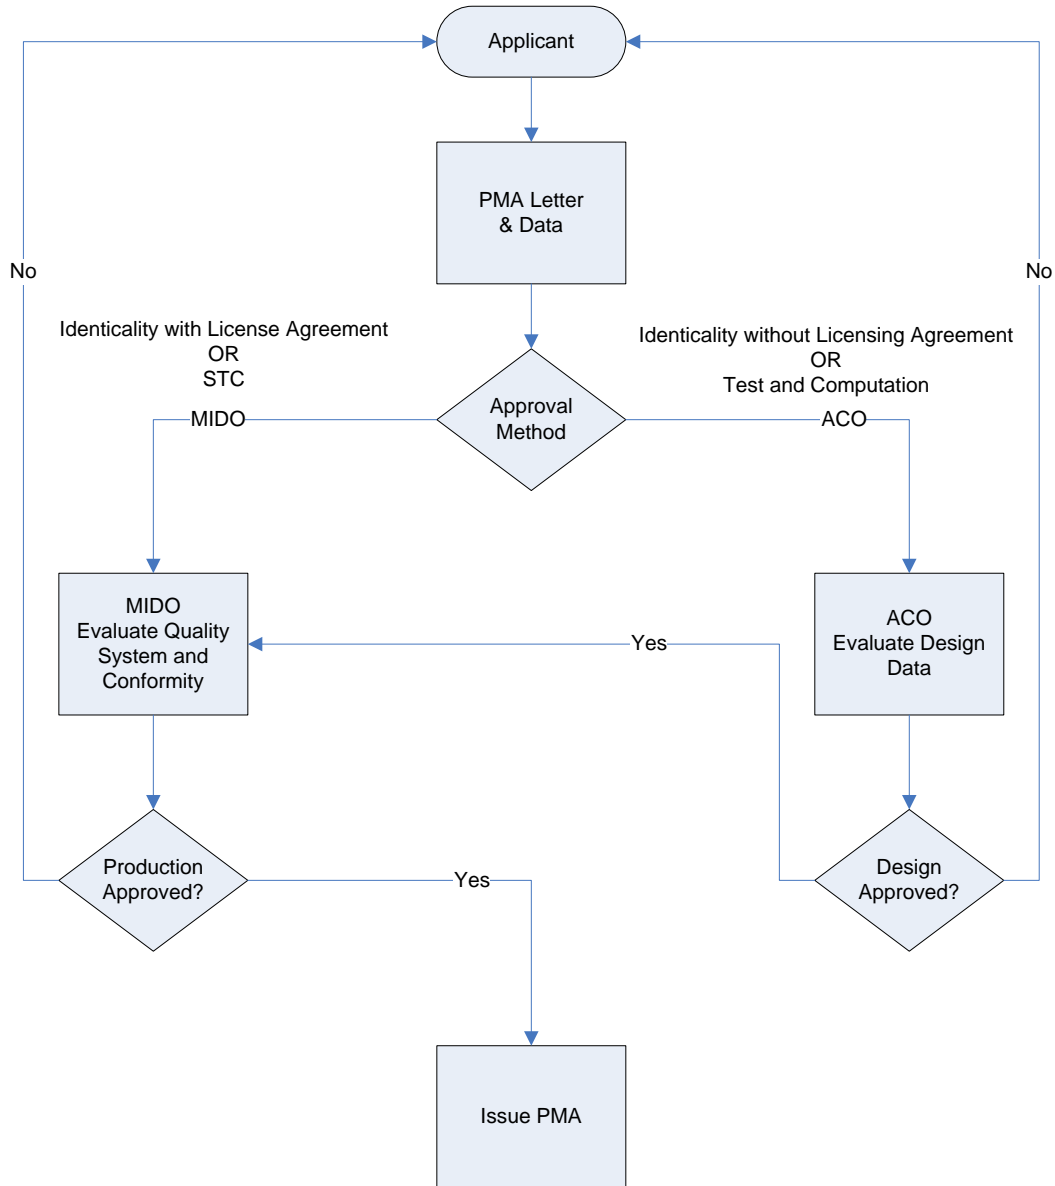 Applicant
PMA Letter
& Data
No
No
Identicality with License Agreement
OR
STC
Identicality without Licensing Agreement
OR
Test and Computation
MIDO
Approval
Method
ACO
MIDO
Evaluate Quality
System and
Conformity
Yes
ACO
Evaluate Design
Data
Production
Approved?
Yes
Design
Approved?
Issue PMA